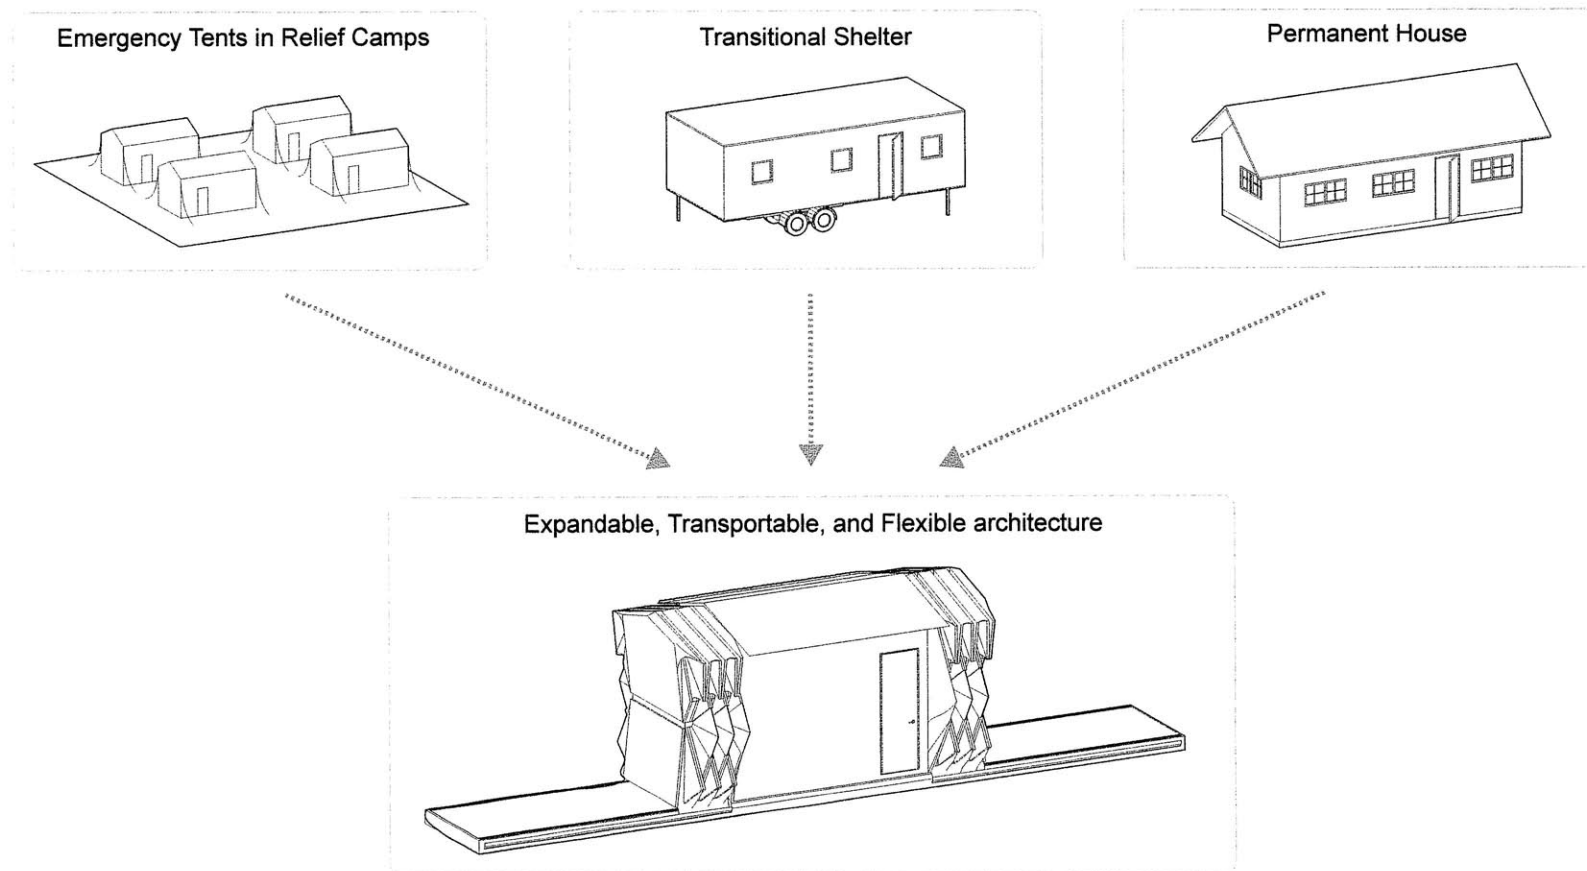 Emergency Tents in Relief Camps
Transitional Shelter
Permanent House
Expandable, Transportable, and Flexible architecture